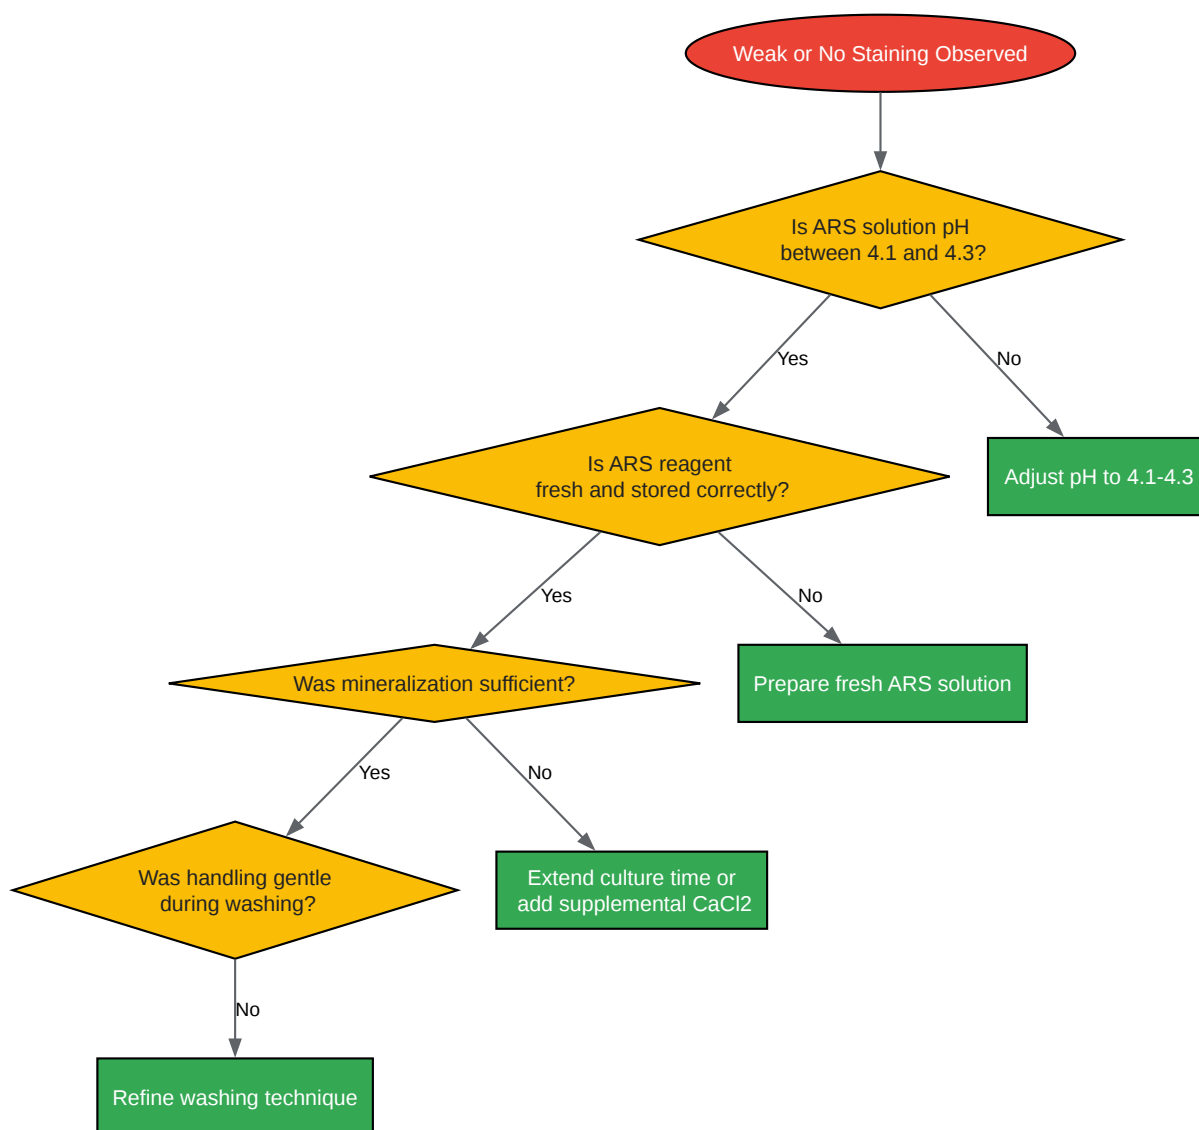 Weak or No Staining Observed
Is ARS solution pH
between 4.1 and 4.3?
Yes
No
Is ARS reagent
fresh and stored correctly?
Adjust pH to 4.1-4.3
Yes
No
Was mineralization sufficient?
Prepare fresh ARS solution
Yes
No
Was handling gentle
during washing?
Extend culture time or
add supplemental CaCl2
No
Refine washing technique